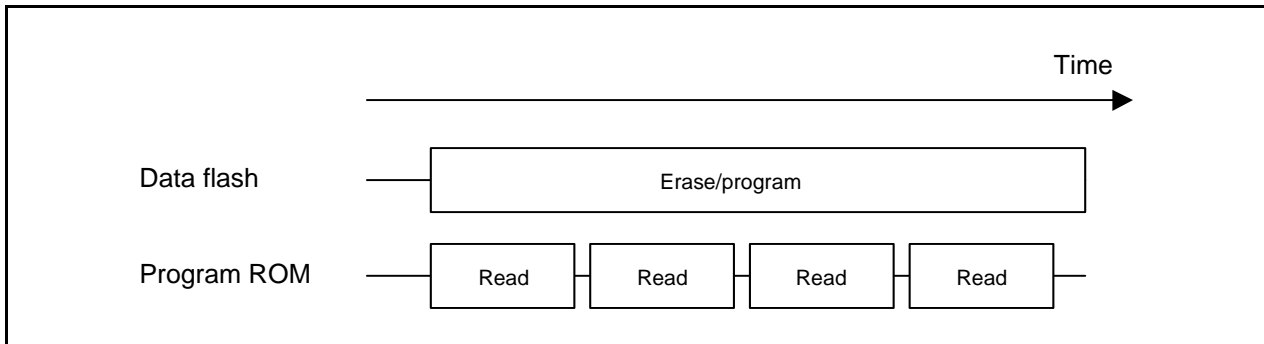 Time
Data flash
Erase/program
Program ROM
Read
Read
Read
Read